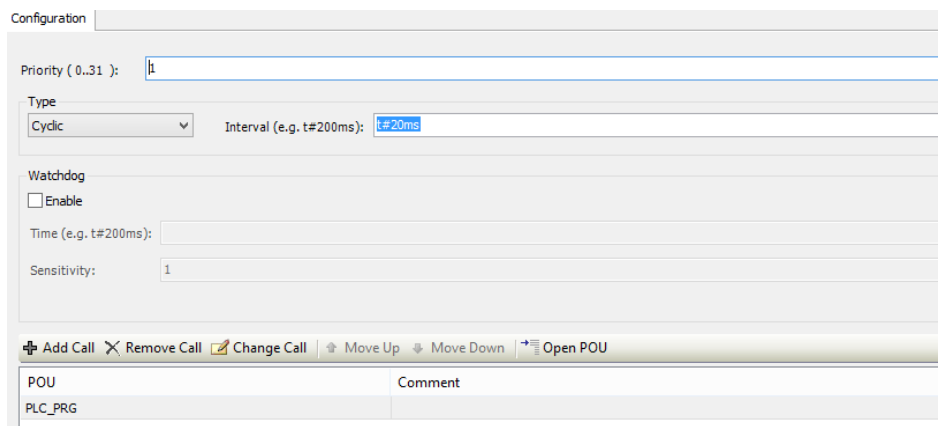 Configuration
Priority ( 0..31 ): 1
Type
Cyclic Interval (e.g. t#200ms): t#20ms
Watchdog
Enable
Time (e.g. t#200ms):
Sensitivity: 1
Add Call Remove Call Change Call Move Up Move Down Open POU
POU Comment
PLC_PRG